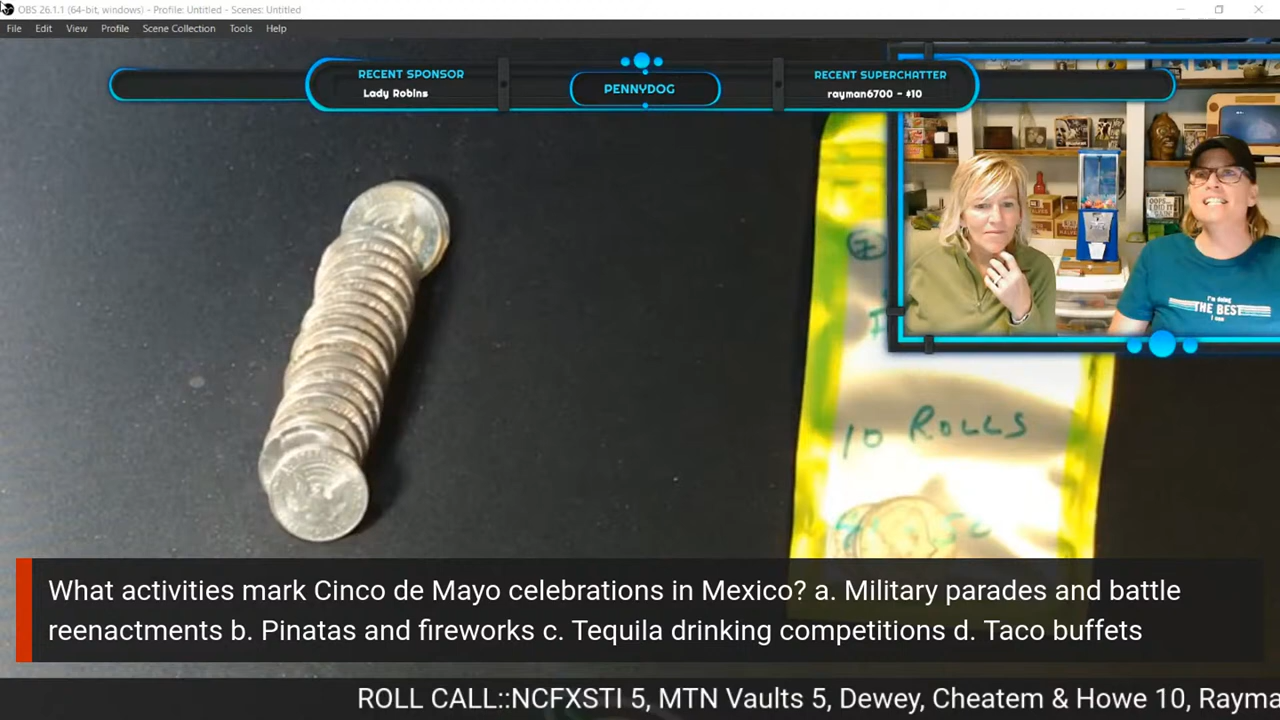 OBS 26.1.1 (64-bit, windows) - Profile: Untitled - Scenes: Untitled
File Edit View Profile Scene Collection Tools Help
RECENT SPONSOR
Lady Robins
PENNYDOG
RECENT SUPERCHATTER
rayman6700 - $10
I'm doing
THE BEST
I can
10 ROLLS
What activities mark Cinco de Mayo celebrations in Mexico? a. Military parades and battle
reenactments b. Pinatas and fireworks c. Tequila drinking competitions d. Taco buffets
ROLL CALL::NCFXSTI 5, MTN Vaults 5, Dewey, Cheatem & Howe 10, Rayma